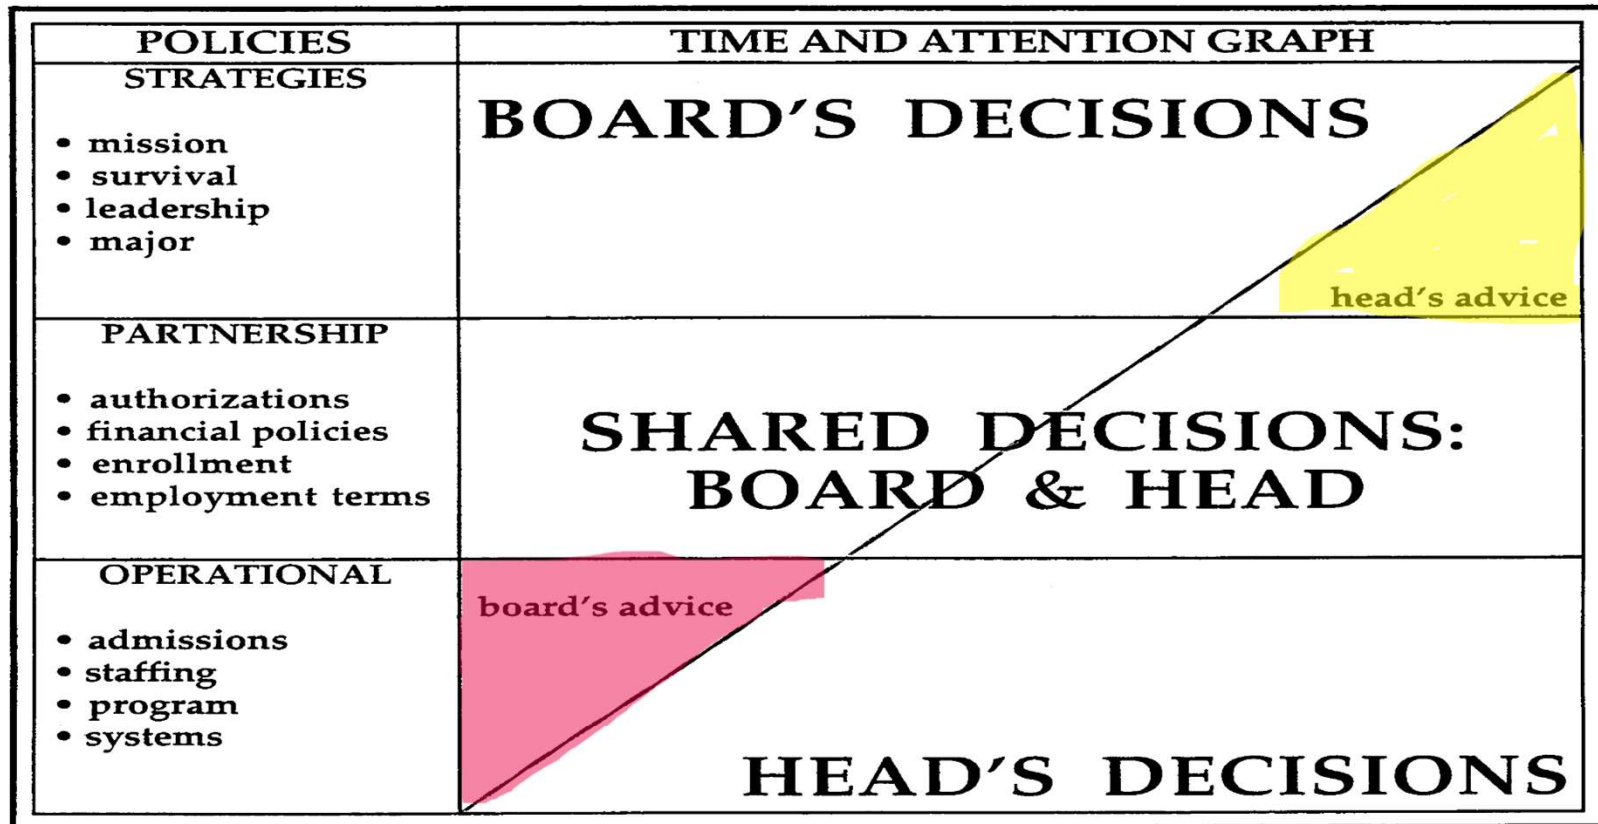 POLICIES
TIME AND ATTENTION GRAPH
STRATEGIES
• mission
• survival
• leadership
• major
BOARD'S DECISIONS
head's advice
PARTNERSHIP
• authorizations
• financial policies
• enrollment
• employment terms
SHARED DECISIONS:
BOARD & HEAD
OPERATIONAL
• admissions
• staffing
• program
• systems
board's advice
HEAD'S DECISIONS